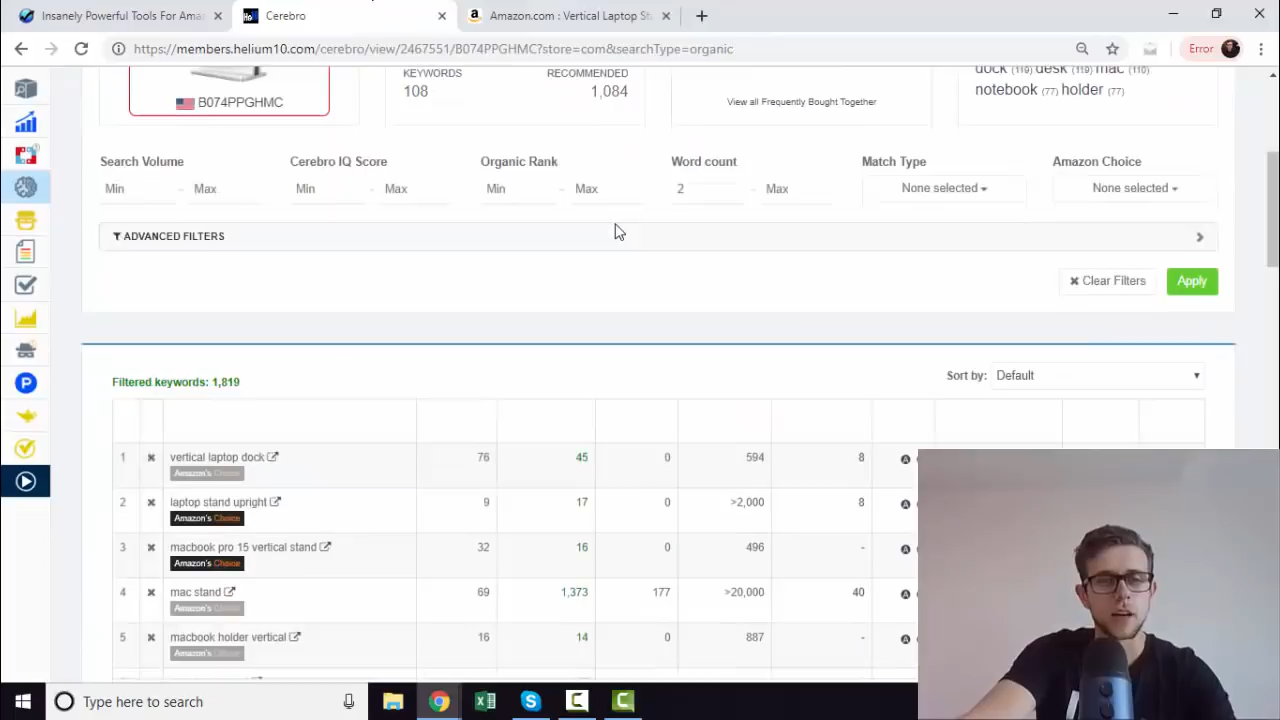 Insanely Powerful Tools For Ama
Cerebro
Amazon.com : Vertical Laptop Sta
https://members.helium10.com/cerebro/view/2467551/B074PPGHMC?store=com&searchType=organic
Error
B074PPGHMC
KEYWORDS
108
RECOMMENDED
1,084
View all Frequently Bought Together
dock (119) desk (119) mac (110)
notebook (77) holder (77)
Search Volume
Cerebro IQ Score
Organic Rank
Word count
Match Type
Amazon Choice
Min - Max
Min - Max
Min - Max
2 - Max
None selected
None selected
ADVANCED FILTERS
Clear Filters
Apply
Filtered keywords: 1,819
Sort by: Default
1 vertical laptop dock 76 45 0 594 8
Amazon's Choice
2 laptop stand upright 9 17 0 >2,000 8
Amazon's Choice
3 macbook pro 15 vertical stand 32 16 0 496 -
Amazon's Choice
4 mac stand 69 1,373 177 >20,000 40
Amazon's Choice
5 macbook holder vertical 16 14 0 887 -
Amazon's Choice
Type here to search